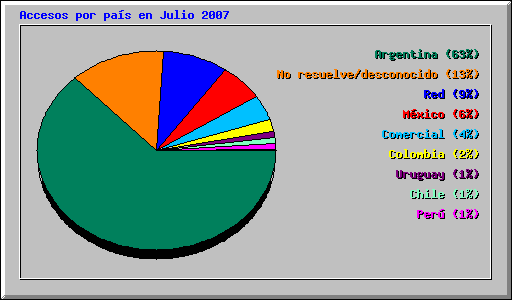 Accesos por país en Julio 2007
Argentina (63%)
No resuelve/desconocido (13%)
Red (9%)
México (6%)
Comercial (4%)
Colombia (2%)
Uruguay (1%)
Chile (1%)
Perú (1%)